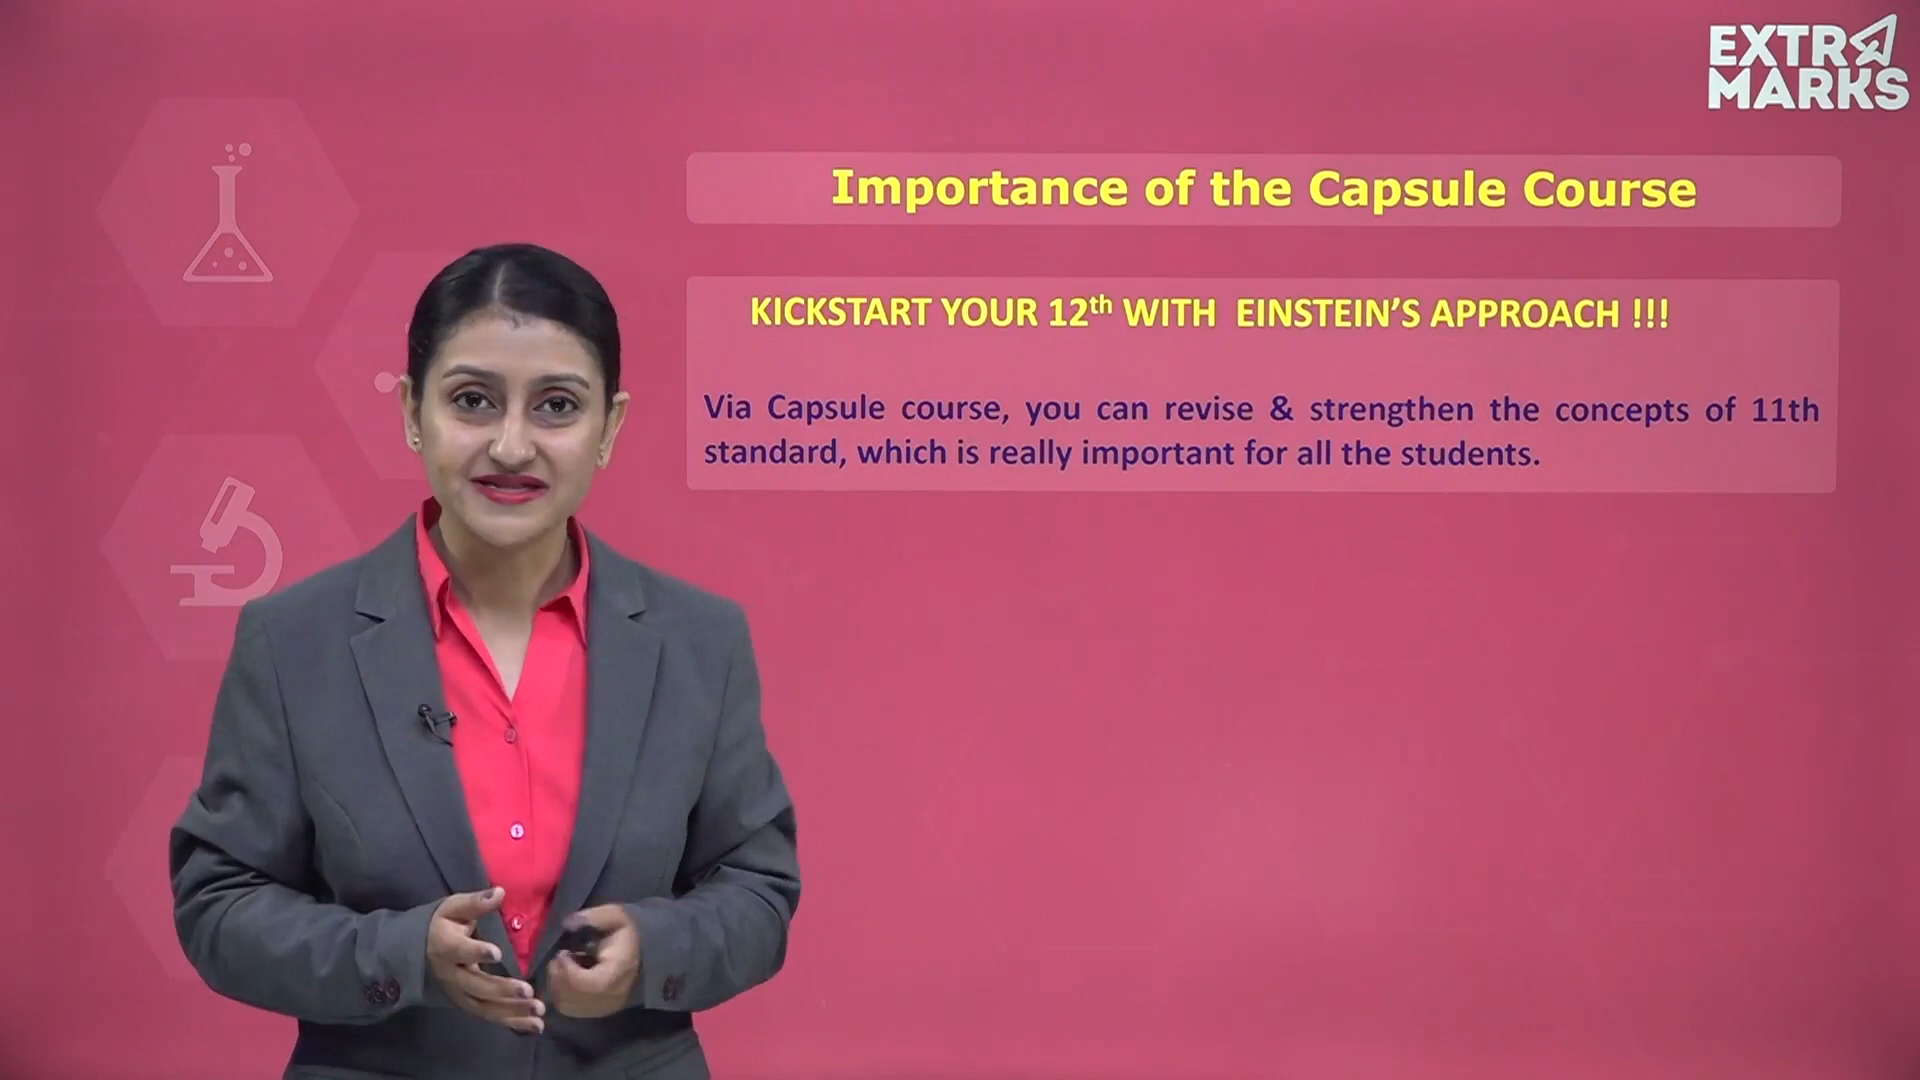 EXTRA
MARKS
Importance of the Capsule Course
KICKSTART YOUR 12th WITH EINSTEIN’S APPROACH !!!
Via Capsule course, you can revise & strengthen the concepts of 11th
standard, which is really important for all the students.